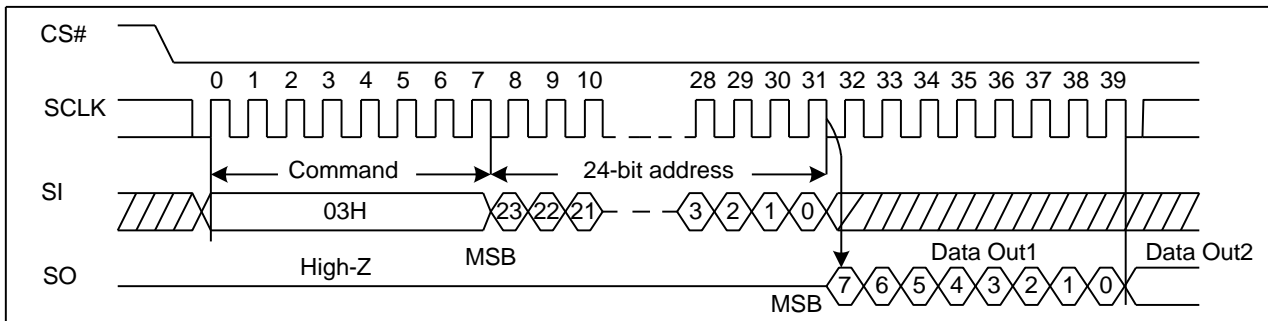 CS#
0 1 2 3 4 5 6 7 8 9 10 28 29 30 31 32 33 34 35 36 37 38 39
SCLK
Command 24-bit address
SI
03H 23 22 21 3 2 1 0
High-Z MSB Data Out1 Data Out2
SO
MSB 7 6 5 4 3 2 1 0